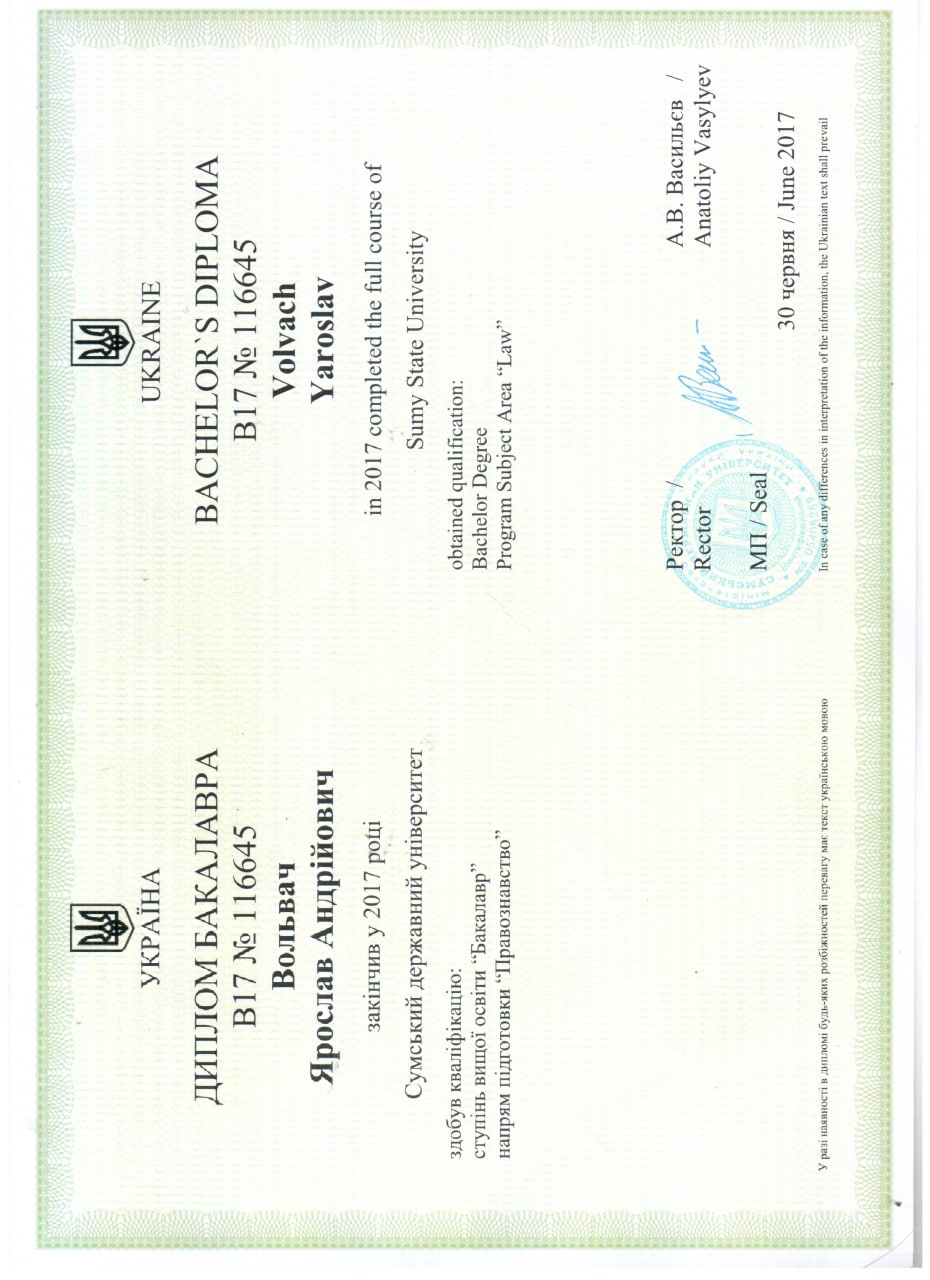 УКРАЇНА
ДИПЛОМ БАКАЛАВРА
В17 № 116645
Вольвач
Ярослав Андрійович
закінчив у 2017 році
Сумський державний університет
здобув кваліфікацію:
ступінь вищої освіти “Бакалавр”
напрям підготовки “Правознавство”
У разі наявності в дипломі будь-яких розбіжностей перевагу має текст українською мовою
UKRAINE
BACHELOR`S DIPLOMA
B17 № 116645
Volvach
Yaroslav
in 2017 completed the full course of
Sumy State University
obtained qualification:
Bachelor Degree
Program Subject Area “Law”
Ректор / А.В. Васильєв /
Rector Anatoliy Vasylyev
МП / Seal
30 червня / June 2017
In case of any differences in interpretation of the information, the Ukrainian text shall prevail